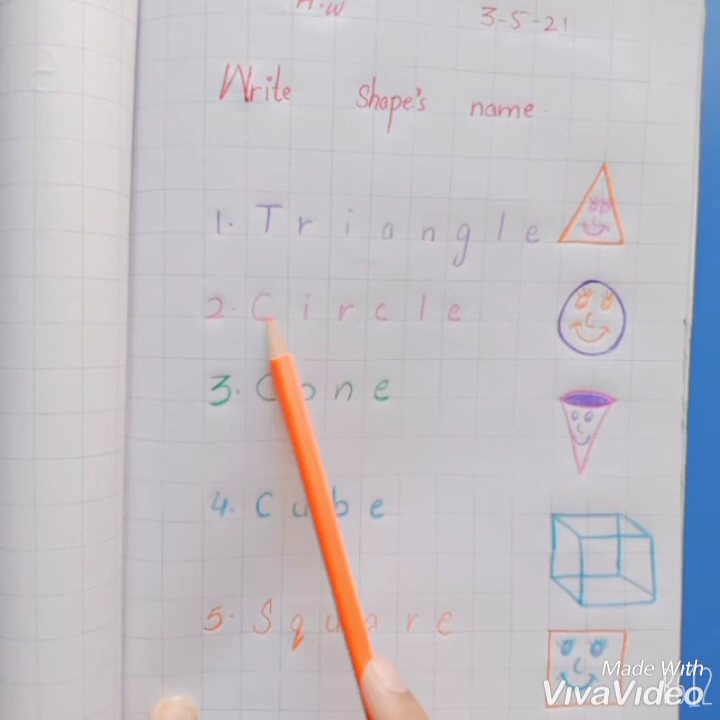 H.W 3-5-21
Write Shape's name.
1. Triangle
2. Circle
3. Cone
4. Cube
5. Square
Made With
VivaVideo